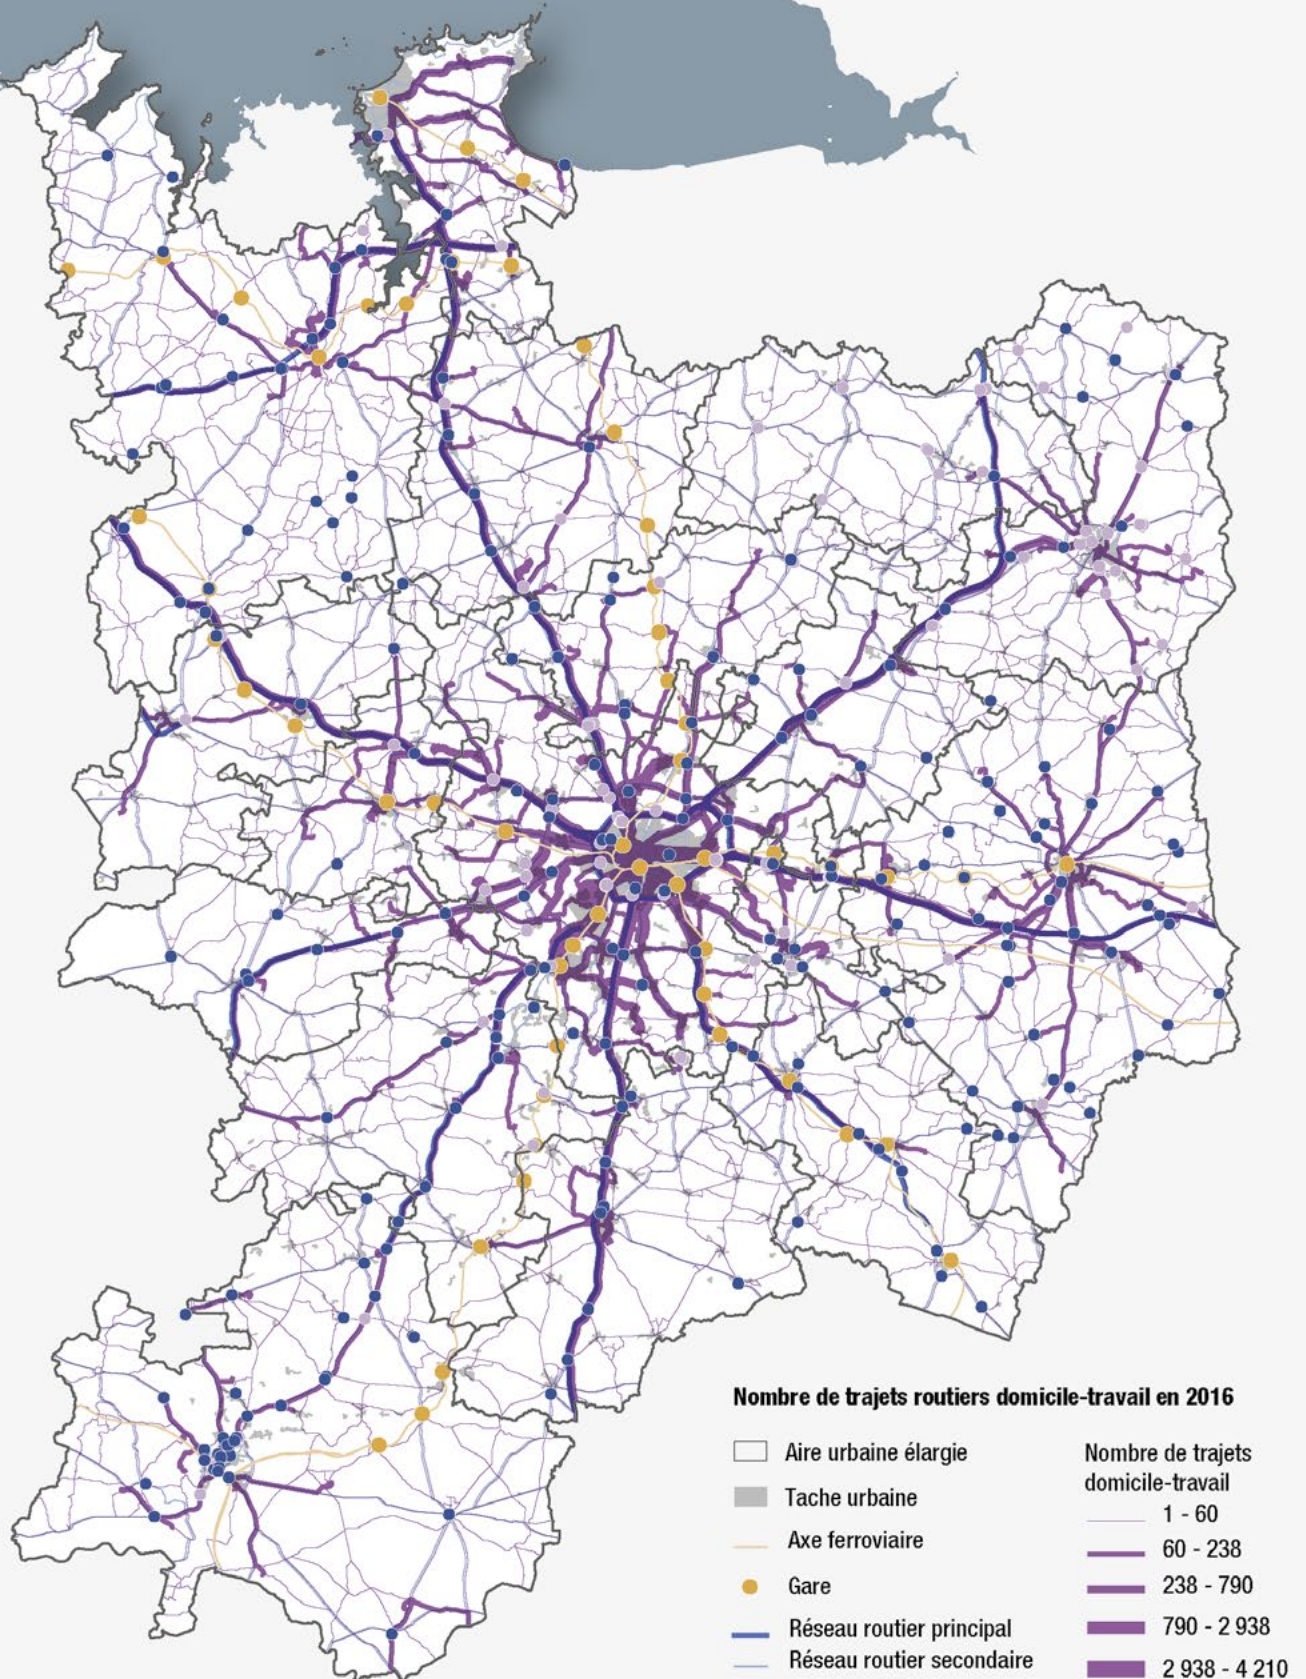 Nombre de trajets routiers domicile-travail en 2016
Aire urbaine élargie
Tache urbaine
Axe ferroviaire
Gare
Réseau routier principal
Réseau routier secondaire
Nombre de trajets
domicile-travail
1 - 60
60 - 238
238 - 790
790 - 2 938
2 938 - 4 210